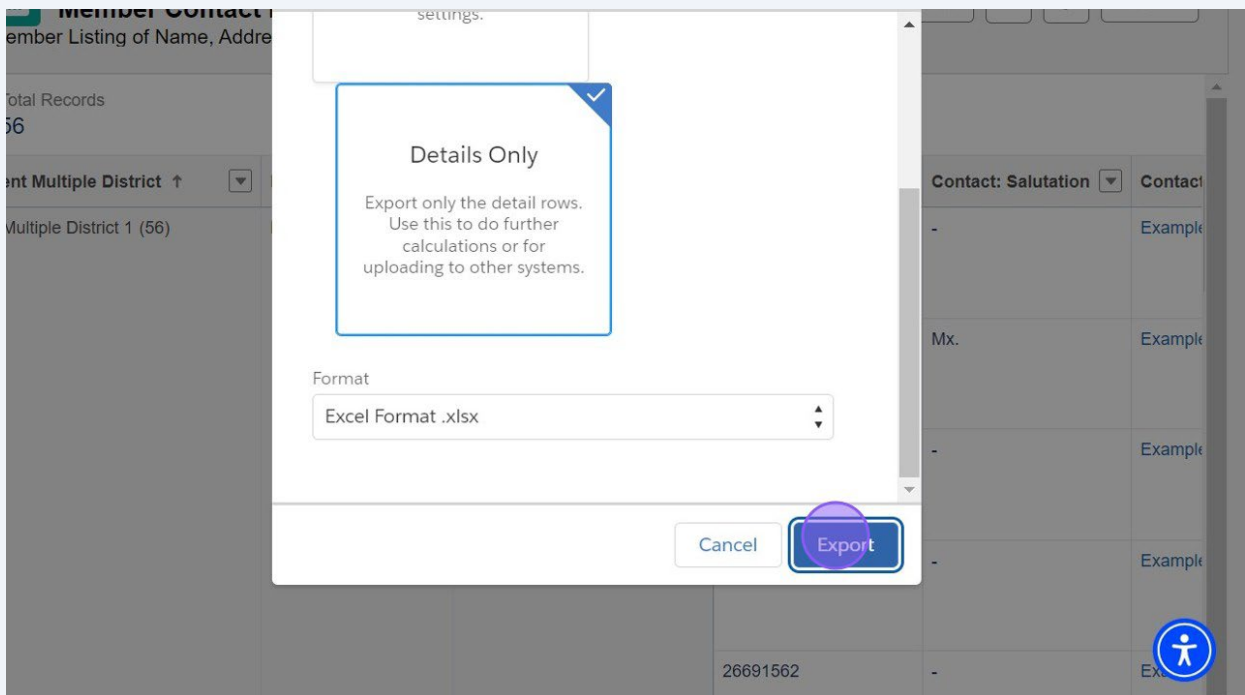 Member Contact
ember Listing of Name, Addre
Total Records
56
ent Multiple District ↑
Multiple District 1 (56)
settings.
Details Only
Export only the detail rows.
Use this to do further
calculations or for
uploading to other systems.
Format
Excel Format .xlsx
Cancel
Export
Contact: Salutation
Contact
-
Example
Mx.
Example
-
Example
-
Example
26691562
-